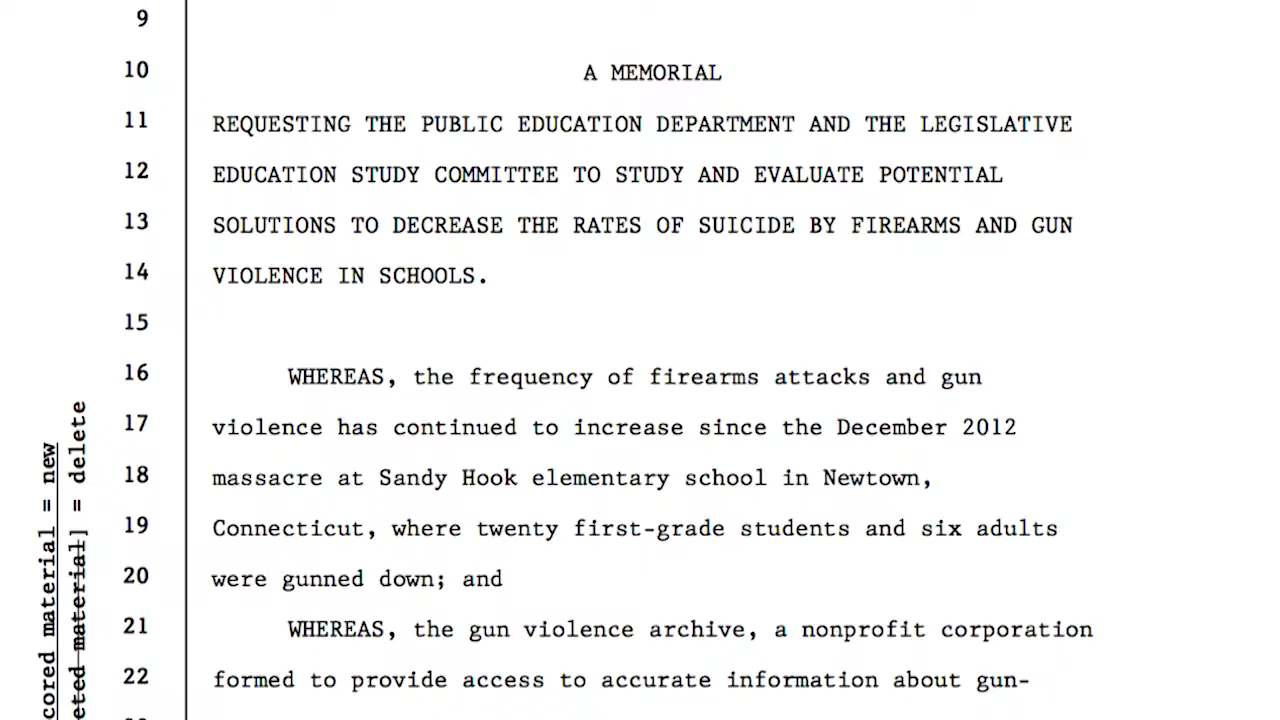 9
10 A MEMORIAL
11 REQUESTING THE PUBLIC EDUCATION DEPARTMENT AND THE LEGISLATIVE
12 EDUCATION STUDY COMMITTEE TO STUDY AND EVALUATE POTENTIAL
13 SOLUTIONS TO DECREASE THE RATES OF SUICIDE BY FIREARMS AND GUN
14 VIOLENCE IN SCHOOLS.
15
16 WHEREAS, the frequency of firearms attacks and gun
17 violence has continued to increase since the December 2012
18 massacre at Sandy Hook elementary school in Newtown,
19 Connecticut, where twenty first-grade students and six adults
20 were gunned down; and
21 WHEREAS, the gun violence archive, a nonprofit corporation
22 formed to provide access to accurate information about gun-
cored material = new
eted material] = delete